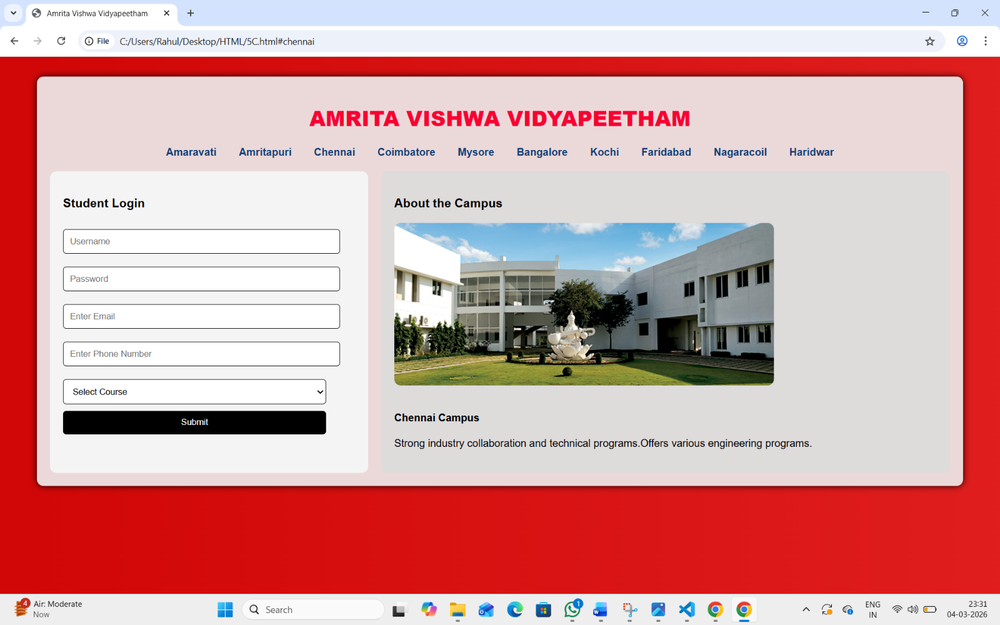 Amrita Vishwa Vidyapeetham
File C:/Users/Rahul/Desktop/HTML/5C.html#chennai
AMRITA VISHWA VIDYAPEETHAM
Amaravati Amritapuri Chennai Coimbatore Mysore Bangalore Kochi Faridabad Nagaracoil Haridwar
Student Login
Username
Password
Enter Email
Enter Phone Number
Select Course
Submit
About the Campus
Chennai Campus
Strong industry collaboration and technical programs.Offers various engineering programs.
4
Air: Moderate
Now
Search
1
ENG
IN
23:31
04-03-2026